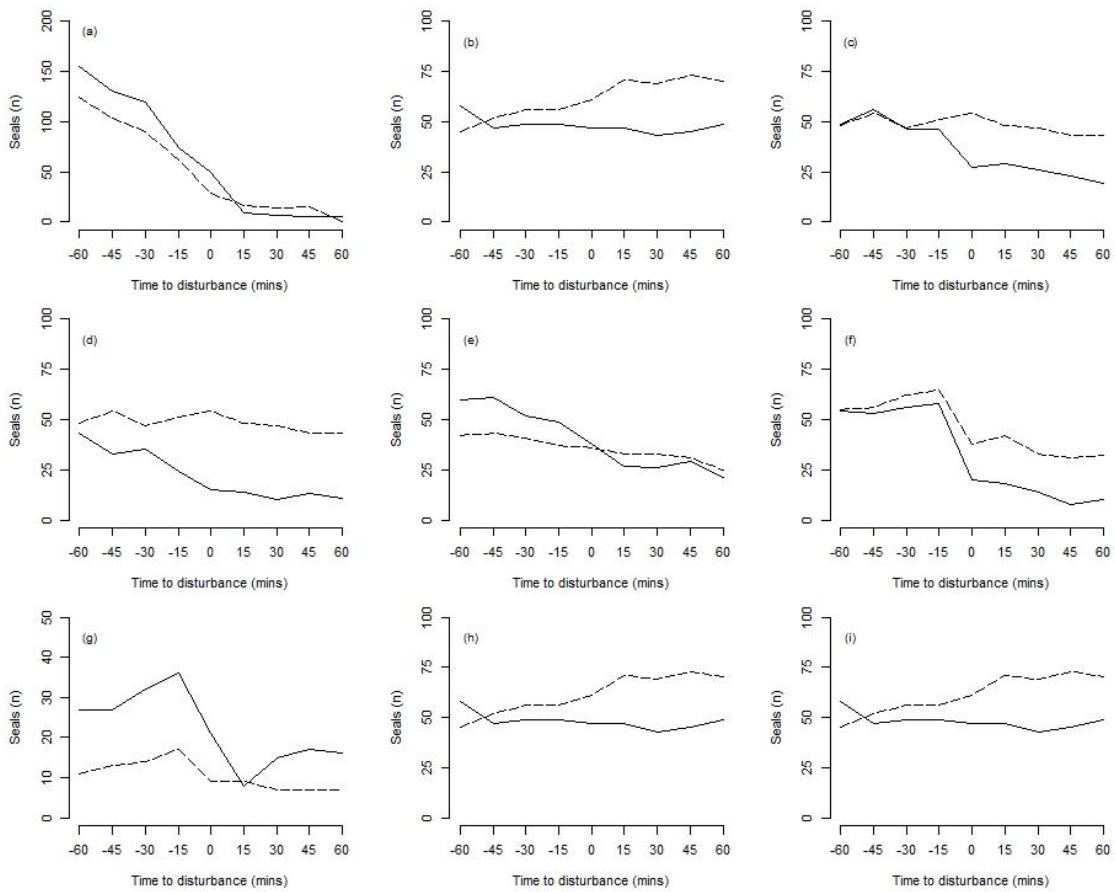 (a)
200
150
100
50
0
Seals (n)
-60 -45 -30 -15 0 15 30 45 60
Time to disturbance (mins)
(b)
100
75
50
25
0
Seals (n)
-60 -45 -30 -15 0 15 30 45 60
Time to disturbance (mins)
(c)
100
75
50
25
0
Seals (n)
-60 -45 -30 -15 0 15 30 45 60
Time to disturbance (mins)
(d)
100
75
50
25
0
Seals (n)
-60 -45 -30 -15 0 15 30 45 60
Time to disturbance (mins)
(e)
100
75
50
25
0
Seals (n)
-60 -45 -30 -15 0 15 30 45 60
Time to disturbance (mins)
(f)
100
75
50
25
0
Seals (n)
-60 -45 -30 -15 0 15 30 45 60
Time to disturbance (mins)
(g)
50
40
30
20
10
0
Seals (n)
-60 -45 -30 -15 0 15 30 45 60
Time to disturbance (mins)
(h)
100
75
50
25
0
Seals (n)
-60 -45 -30 -15 0 15 30 45 60
Time to disturbance (mins)
(i)
100
75
50
25
0
Seals (n)
-60 -45 -30 -15 0 15 30 45 60
Time to disturbance (mins)